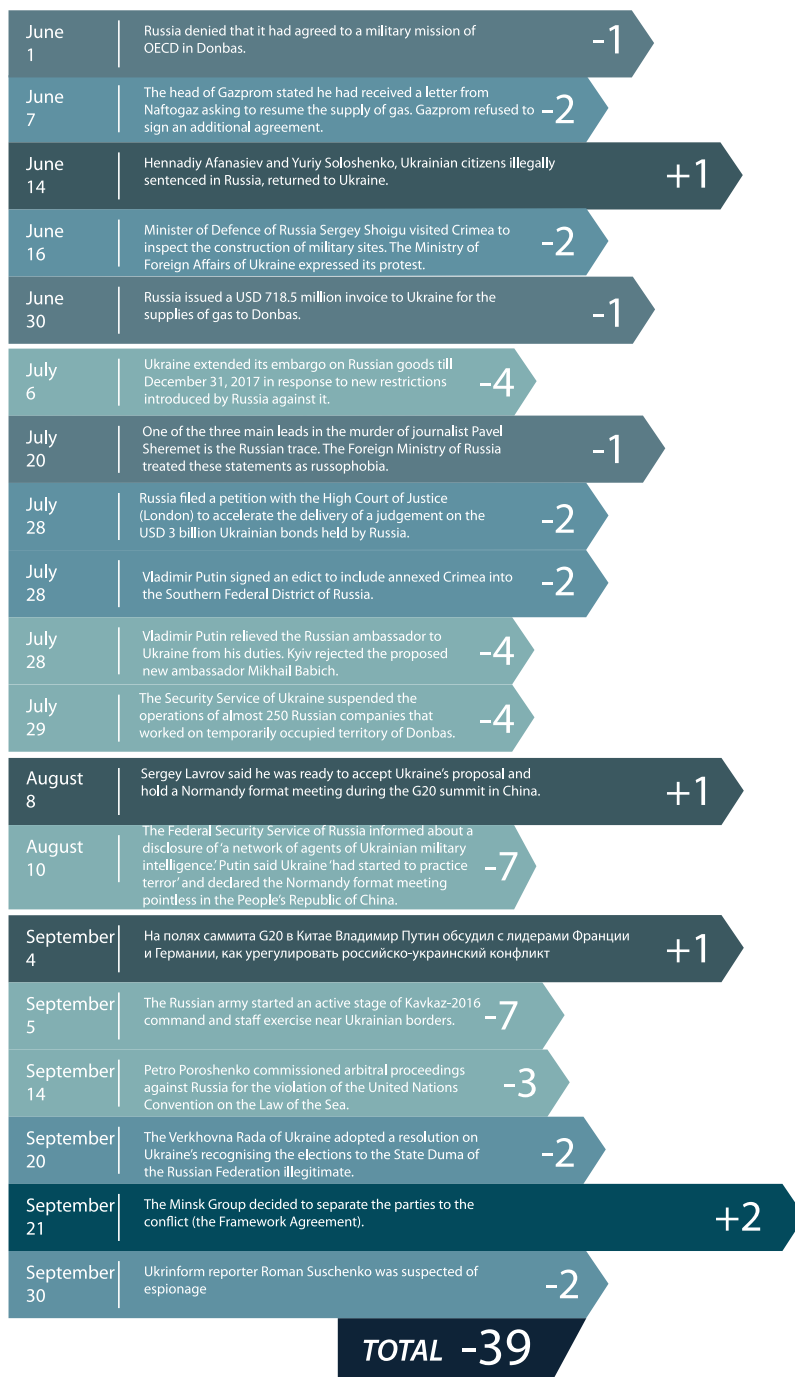 June
1
Russia denied that it had agreed to a military mission of
OECD in Donbas.
-1
June
7
The head of Gazprom stated he had received a letter from
Naftogaz asking to resume the supply of gas. Gazprom refused to
sign an additional agreement.
-2
June
14
Hennadiy Afanasiev and Yuriy Soloshenko, Ukrainian citizens illegally
sentenced in Russia, returned to Ukraine.
+1
June
16
Minister of Defence of Russia Sergey Shoigu visited Crimea to
inspect the construction of military sites. The Ministry of
Foreign Affairs of Ukraine expressed its protest.
-2
June
30
Russia issued a USD 718.5 million invoice to Ukraine for the
supplies of gas to Donbas.
-1
July
6
Ukraine extended its embargo on Russian goods till
December 31, 2017 in response to new restrictions
introduced by Russia against it.
-4
July
20
One of the three main leads in the murder of journalist Pavel
Sheremet is the Russian trace. The Foreign Ministry of Russia
treated these statements as russophobia.
-1
July
28
Russia filed a petition with the High Court of Justice
(London) to accelerate the delivery of a judgement on the
USD 3 billion Ukrainian bonds held by Russia.
-2
July
28
Vladimir Putin signed an edict to include annexed Crimea into
the Southern Federal District of Russia.
-2
July
28
Vladimir Putin relieved the Russian ambassador to
Ukraine from his duties. Kyiv rejected the proposed
new ambassador Mikhail Babich.
-4
July
29
The Security Service of Ukraine suspended the
operations of almost 250 Russian companies that
worked on temporarily occupied territory of Donbas.
-4
August
8
Sergey Lavrov said he was ready to accept Ukraine's proposal and
hold a Normandy format meeting during the G20 summit in China.
+1
August
10
The Federal Security Service of Russia informed about a
disclosure of 'a network of agents of Ukrainian military
intelligence.' Putin said Ukraine 'had started to practice
terror' and declared the Normandy format meeting
pointless in the People's Republic of China.
-7
September
4
На полях саммита G20 в Китае Владимир Путин обсудил с лидерами Франции
и Германии, как урегулировать российско-украинский конфликт
+1
September
5
The Russian army started an active stage of Kavkaz-2016
command and staff exercise near Ukrainian borders.
-7
September
14
Petro Poroshenko commissioned arbitral proceedings
against Russia for the violation of the United Nations
Convention on the Law of the Sea.
-3
September
20
The Verkhovna Rada of Ukraine adopted a resolution on
Ukraine's recognising the elections to the State Duma of
the Russian Federation illegitimate.
-2
September
21
The Minsk Group decided to separate the parties to the
conflict (the Framework Agreement).
+2
September
30
Ukrinform reporter Roman Suschenko was suspected of
espionage
-2
TOTAL -39